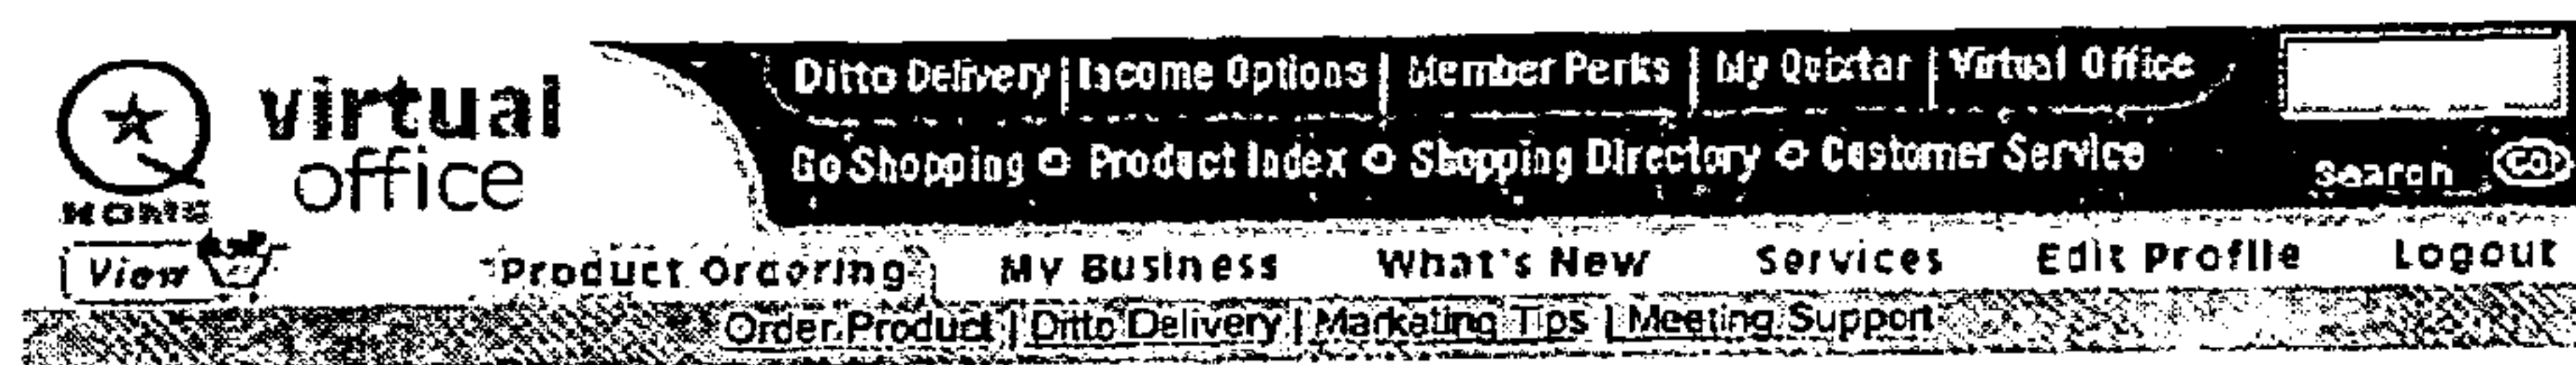 Ditto Delivery | Income Options | Member Perks | My Quixtar | Virtual Office
virtual
office
Go Shopping Product Index Shopping Directory Customer Service
Search GO
HOME
View
Product Ordering My Business What's New Services Edit Profile Logout
Order Product | Ditto Delivery | Marketing Tips | Meeting Support